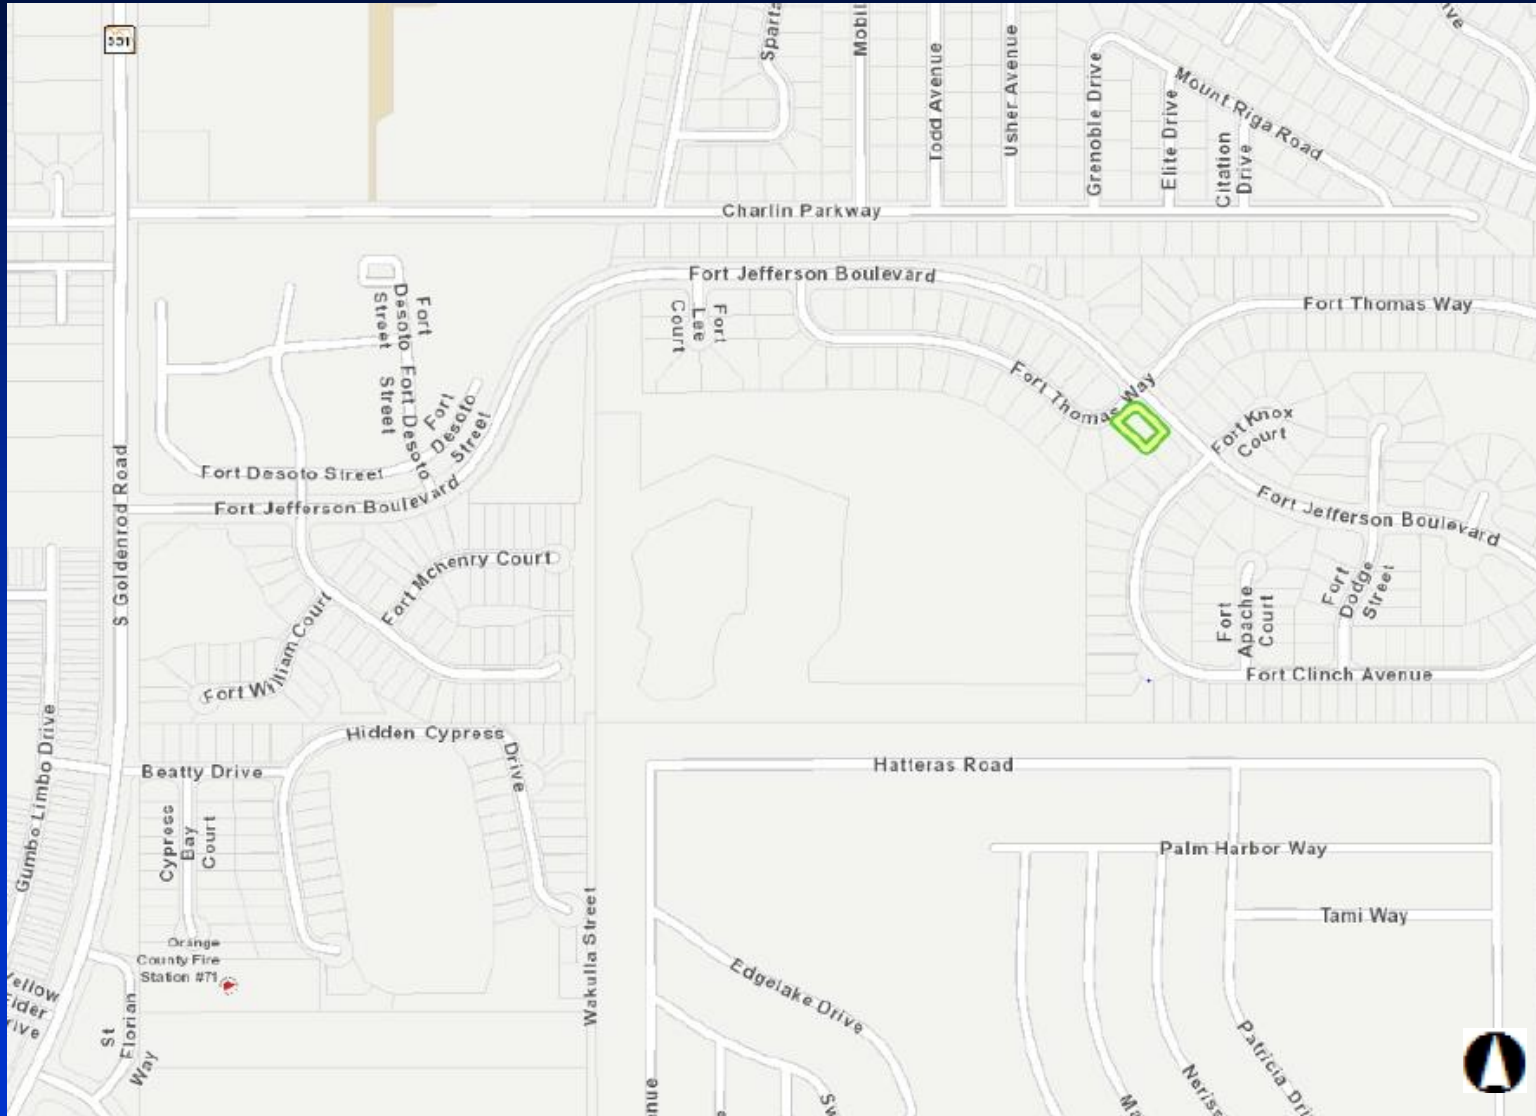 551
Mobil
Todd Avenue
Usher Avenue
Grenoble Drive
Elite Drive
Mount Riga Road
Citation
Drive
Charlin Parkway
Fort Jefferson Boulevard
Fort Thomas Way
Fort
Lee
Court
Fort
Desoto
Street
Fort Desoto
Street
Fort
Desoto
Street
Fort Thomas Way
Fort Knox
Court
Fort Desoto Street
Fort Jefferson Boulevard
Fort Jefferson Boulevard
S Goldenrod Road
Fort Mchenry Court
Fort William Court
Fort
Apache
Court
Fort
Dodge
Street
Fort Clinch Avenue
Gumbo Limbo Drive
Hidden Cypress Drive
Beatty Drive
Hatteras Road
Cypress
Bay
Court
Palm Harbor Way
Tami Way
Wakulla Street
Orange
County Fire
Station #71
Edgelake Drive
St
Florian
Way
Patricia Dri